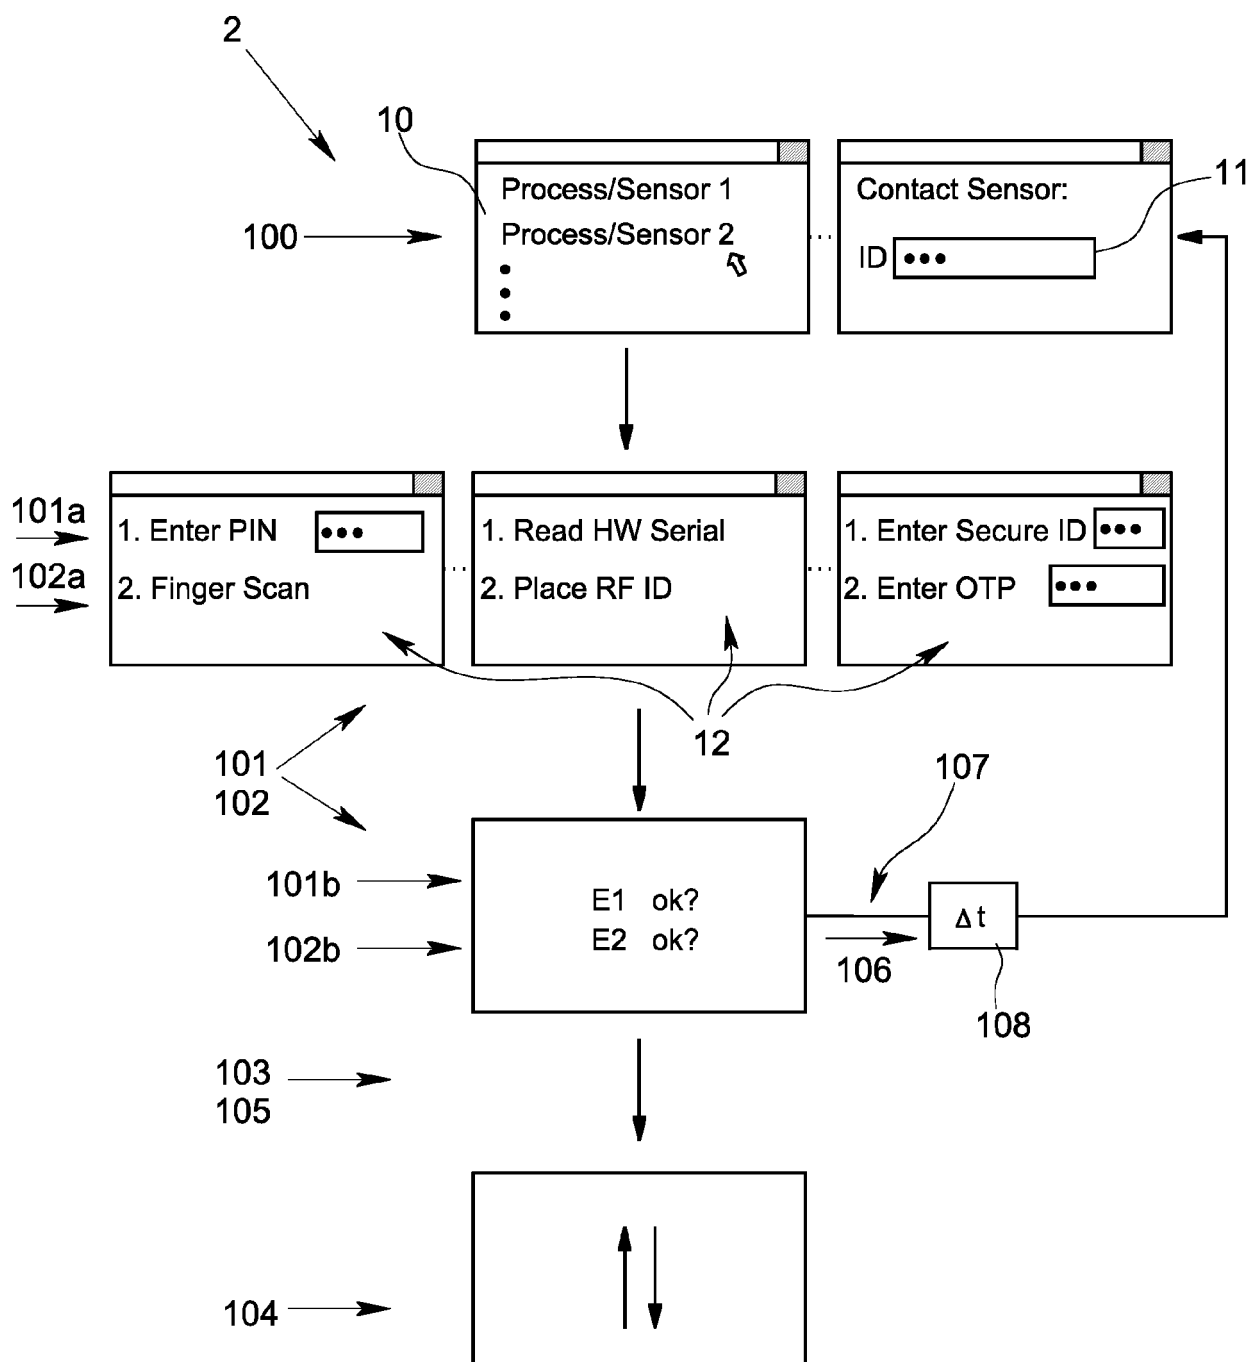 2
10
Process/Sensor 1
Contact Sensor:
11
100
Process/Sensor 2
ID
101a
1. Enter PIN
1. Read HW Serial
1. Enter Secure ID
102a
2. Finger Scan
2. Place RF ID
2. Enter OTP
12
101
102
107
101b
E1 ok?
Δt
102b
E2 ok?
106
108
103
105
104